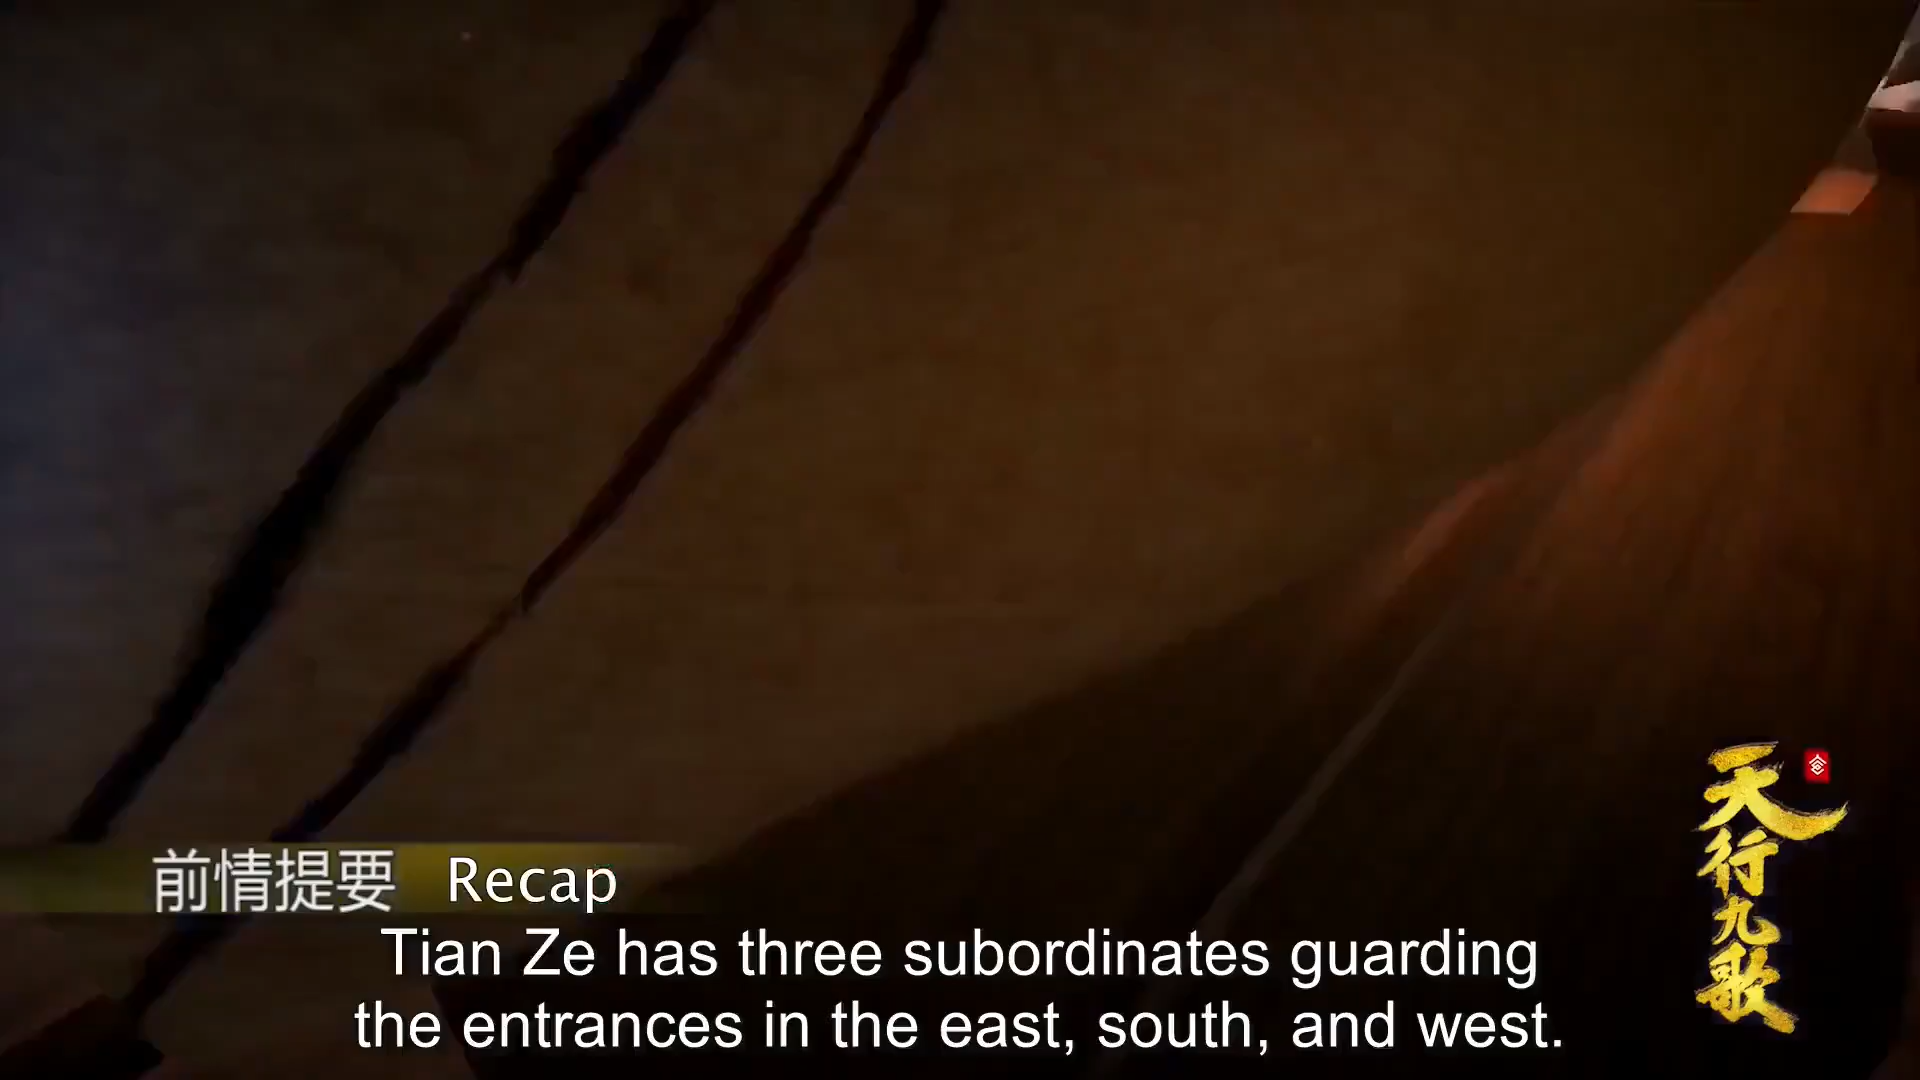 前情提要 Recap
Tian Ze has three subordinates guarding
the entrances in the east, south, and west.
天行九歌